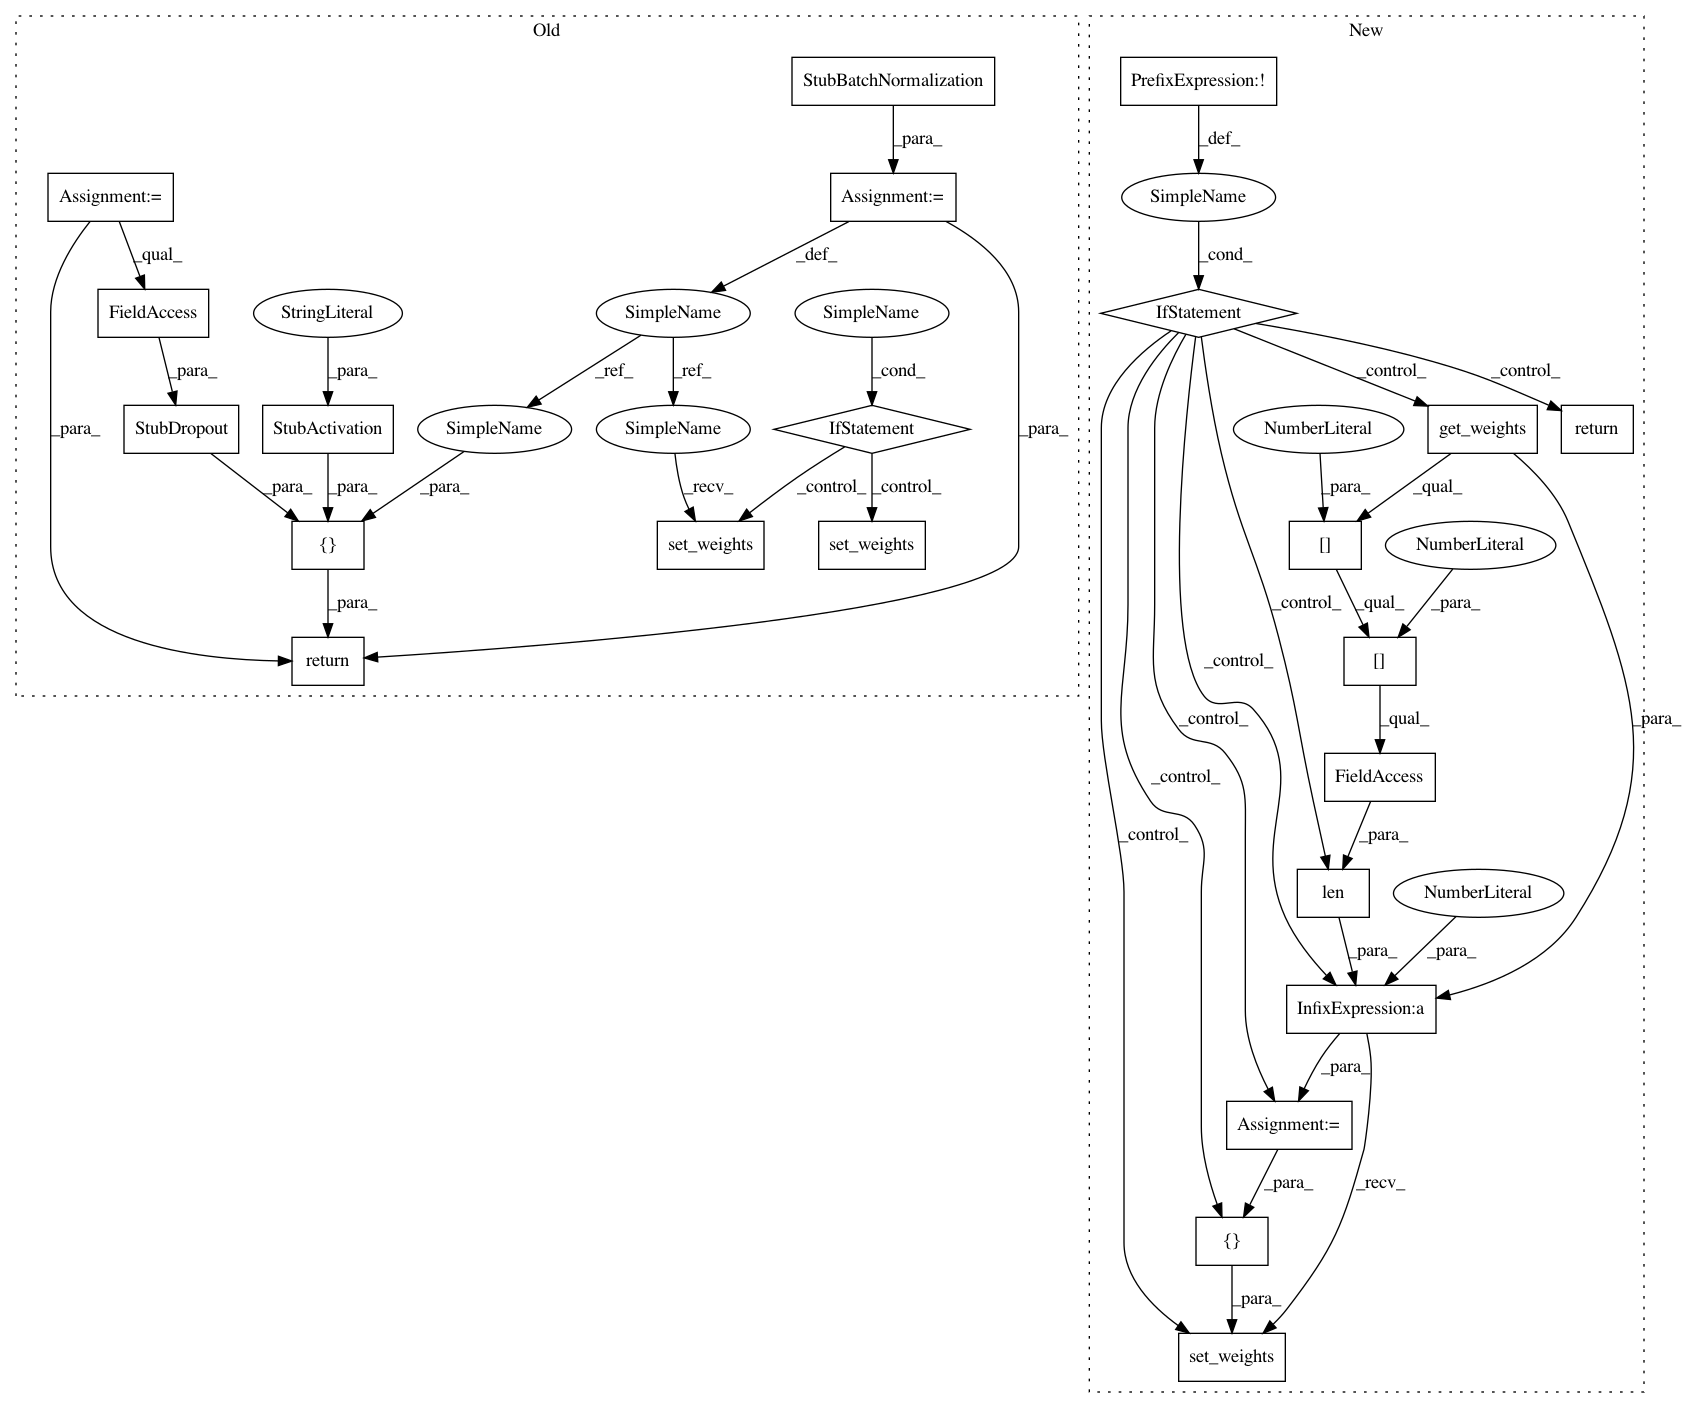 Old
New
StubBatchNormalization
PrefixExpression:!
_para_
_def_
Assignment:=
Assignment:=
SimpleName
_qual_
_def_
_cond_
FieldAccess
StringLiteral
SimpleName
SimpleName
IfStatement
_para_
_para_
_ref_
_ref_
_cond_
_control_
_control_
_para_
StubDropout
StubActivation
SimpleName
SimpleName
IfStatement
_para_
NumberLiteral
get_weights
return
_para_
_para_
_para_
_recv_
_control_
_control_
_para_
_qual_
{}
set_weights
set_weights
[]
NumberLiteral
_para_
_control_
_qual_
_para_
return
_control_
[]
_control_
_qual_
_para_
_control_
FieldAccess
_control_
_para_
len
NumberLiteral
_para_
_para_
InfixExpression:a
_para_
Assignment:=
_para_
_recv_
{}
_para_
set_weights